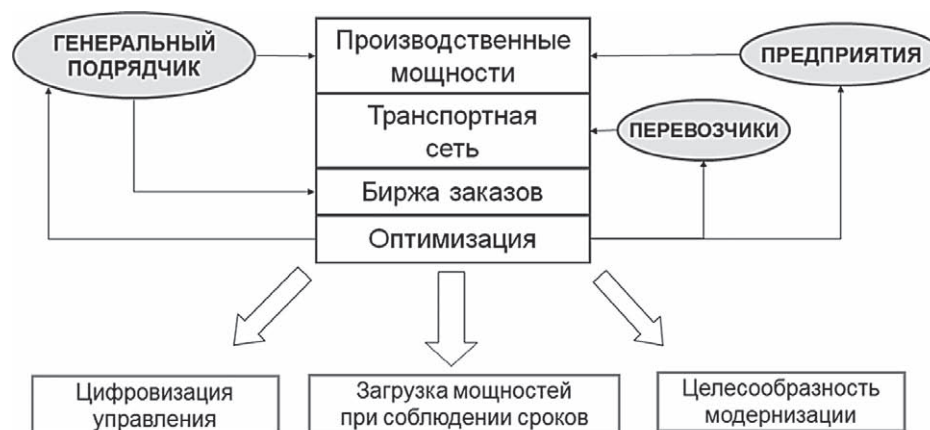 ГЕНЕРАЛЬНЫЙ
ПОДРЯДЧИК
Производственные
мощности
ПРЕДПРИЯТИЯ
Транспортная
сеть
ПЕРЕВОЗЧИКИ
Биржа заказов
Оптимизация
Цифровизация
управления
Загрузка мощностей
при соблюдении сроков
Целесообразность
модернизации